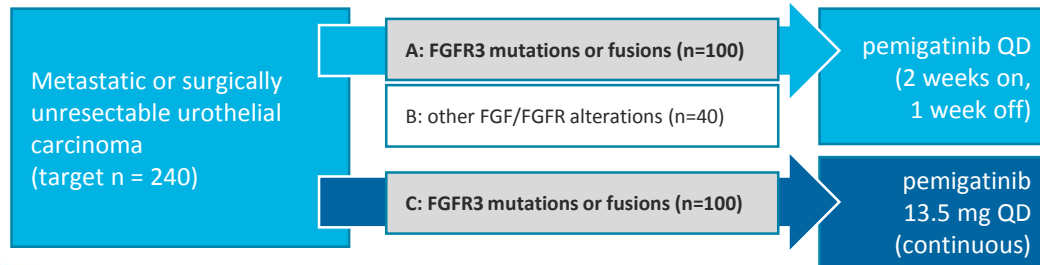 Metastatic or surgically
unresectable urothelial
carcinoma
(target n = 240)
A: FGFR3 mutations or fusions (n=100)
B: other FGF/FGFR alterations (n=40)
pemigatinib QD
(2 weeks on,
1 week off)
C: FGFR3 mutations or fusions (n=100)
pemigatinib
13.5 mg QD
(continuous)